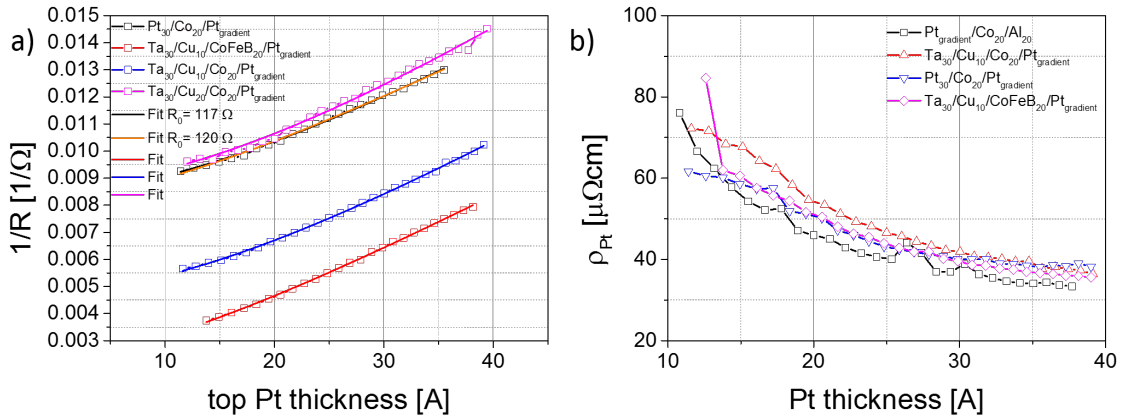 a)
0.015
0.014
0.013
0.012
0.011
0.010
0.009
0.008
0.007
0.006
0.005
0.004
0.003
1/R [1/Ω]
Pt30/Co20/Pt
Ta30/Cu10/CoFeB20/Ptgradient
Ta30/Cu10/Co20/Ptgradient
Ta30/Cu20/Co20/Ptgradient
Fit R0= 117 Ω
Fit R0= 120 Ω
Fit
Fit
Fit
10 20 30 40
top Pt thickness [A]
b)
100
80
60
40
20
ρPt [μΩcm]
Ptgradient/Co20/Al20
Ta30/Cu10/Co20/Ptgradient
Pt30/Co20/Ptgradient
Ta30/Cu10/CoFeB20/Ptgradient
10 20 30 40
Pt thickness [A]